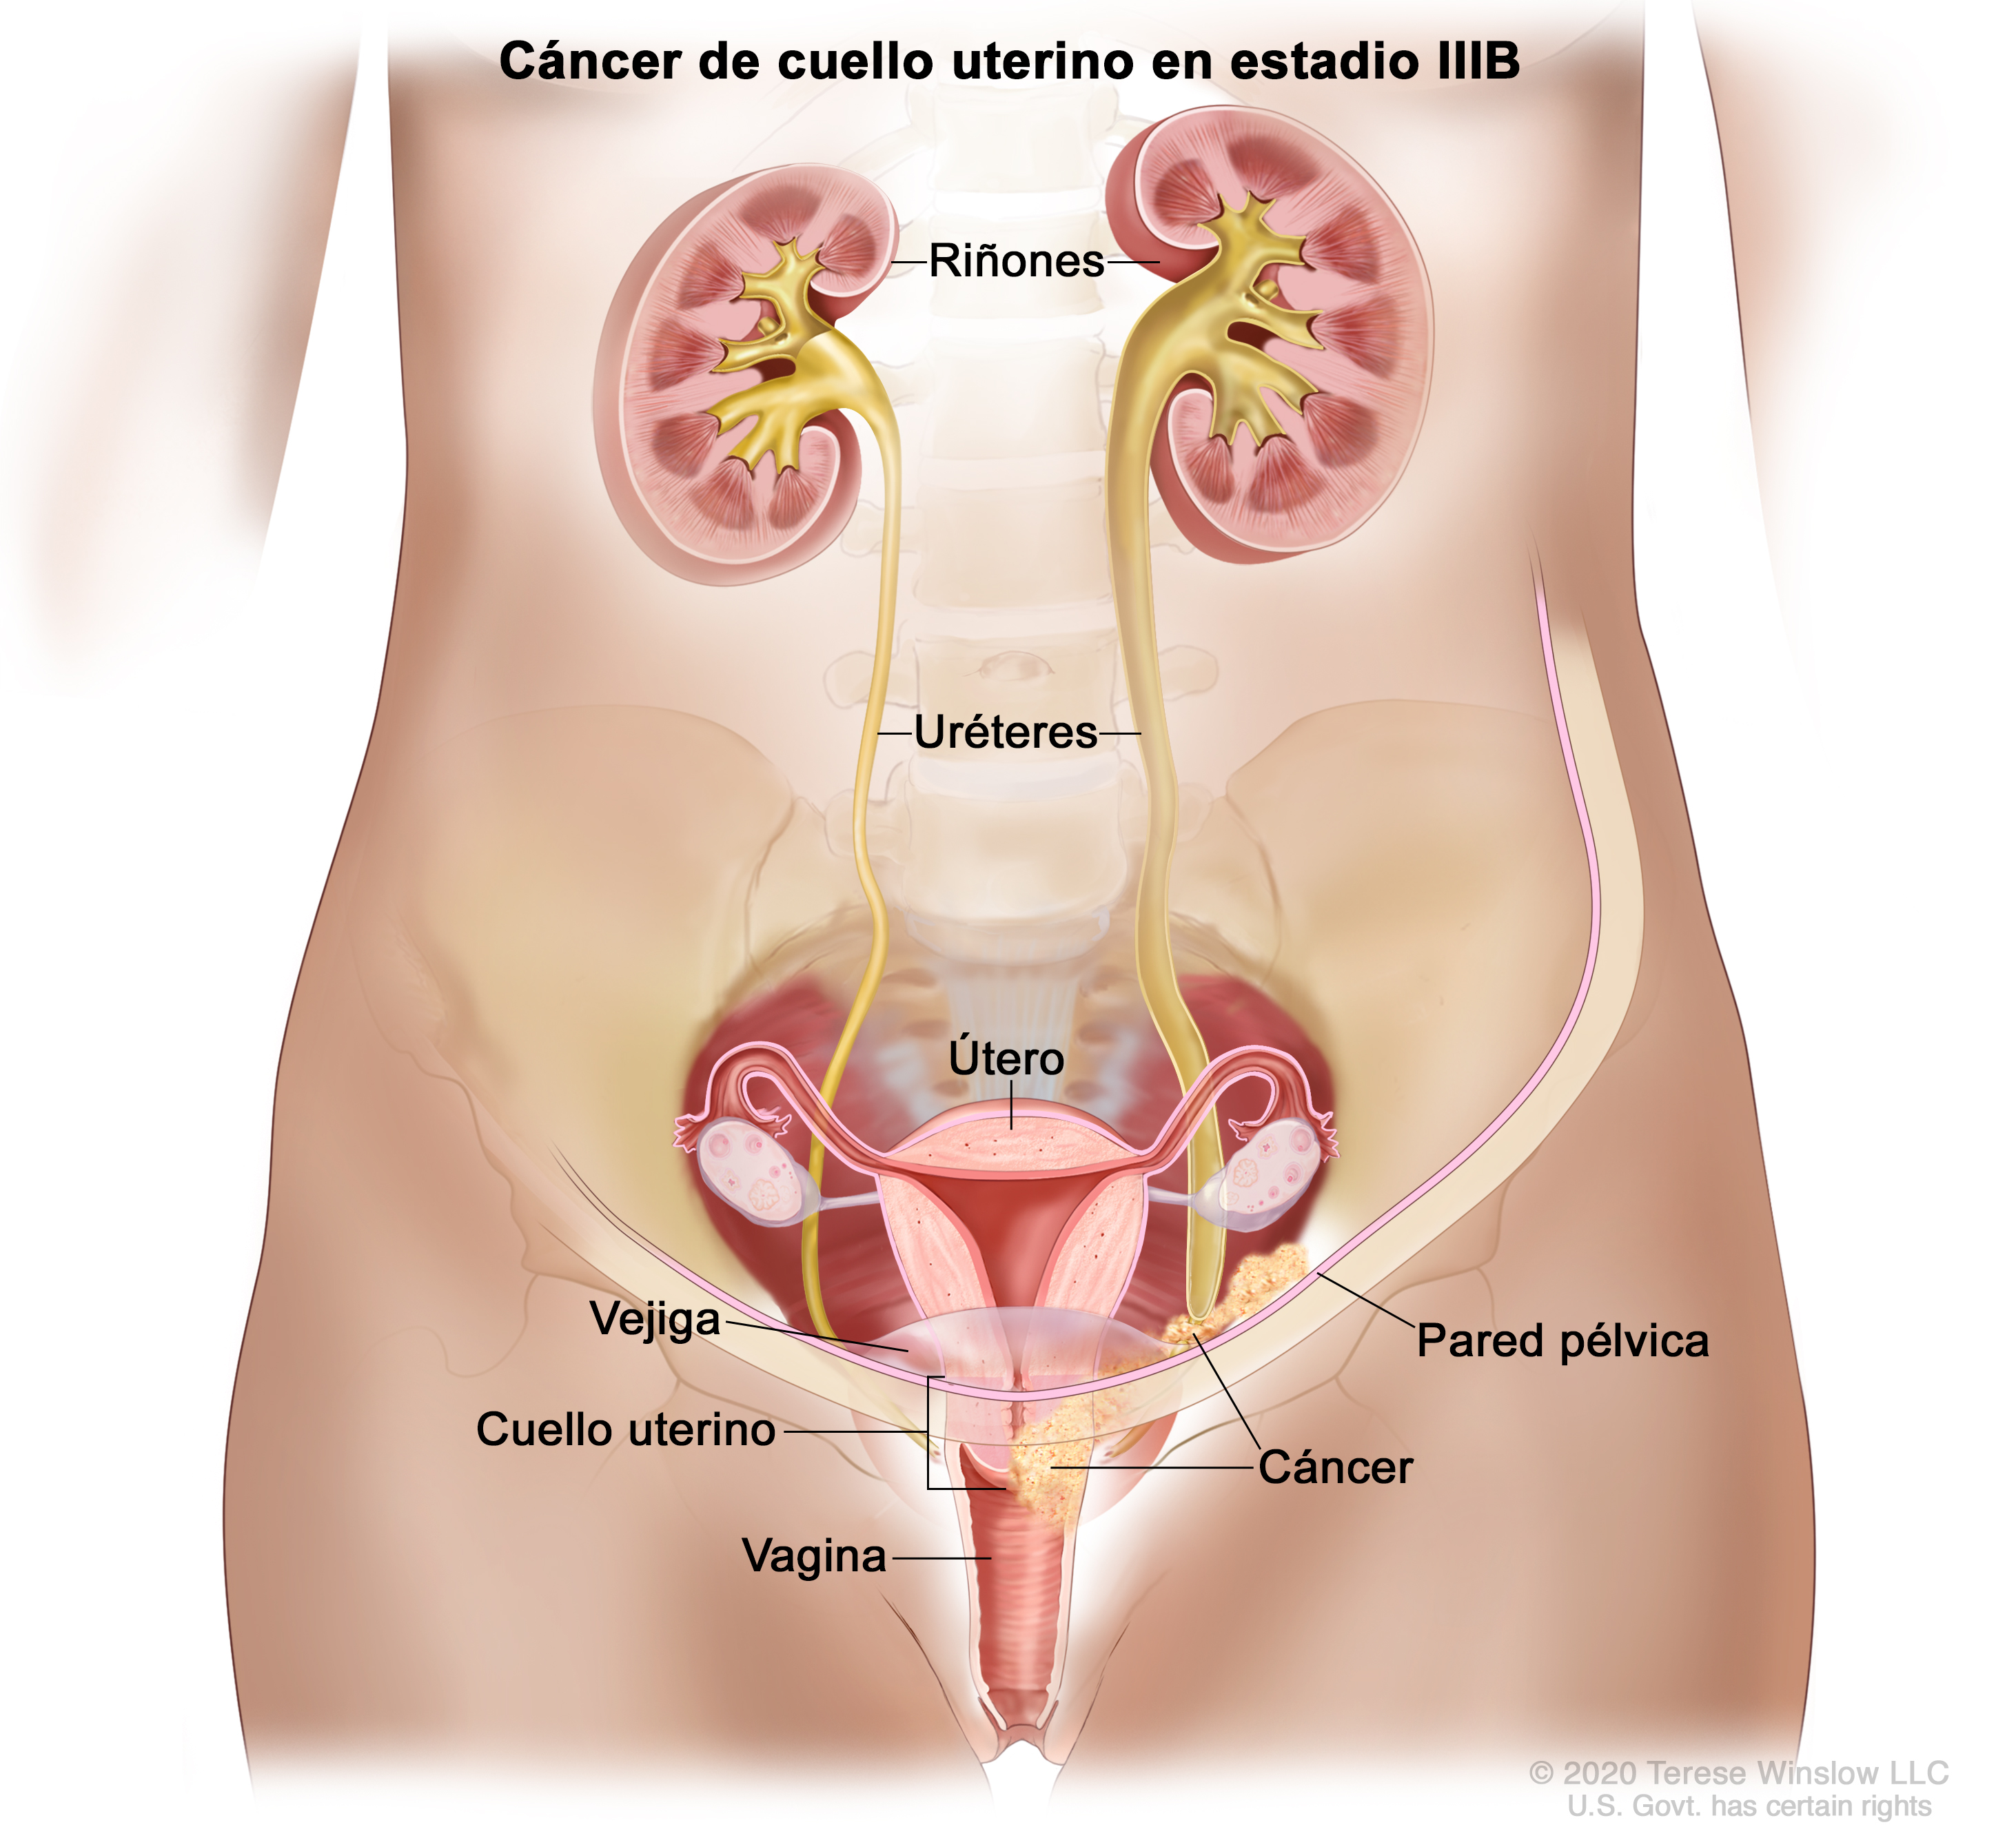 Cáncer de cuello uterino en estadio IIIB
Riñones
Uréteres
Útero
Vejiga
Pared pélvica
Cuello uterino
Cáncer
Vagina
© 2020 Terese Winslow LLC
U.S. Govt. has certain rights